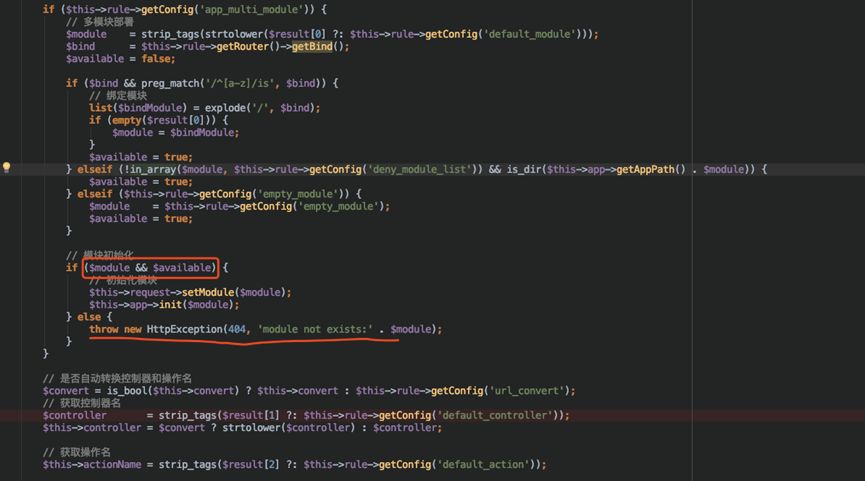 if ($this->rule->getConfig('app_multi_module')) {
// 多模块部署
$module = strip_tags(strtolower($result[0] ?: $this->rule->getConfig('default_module')));
$bind = $this->rule->getRouter()->getBind();
$available = false;
if ($bind && preg_match('/^[a-z]/is', $bind)) {
// 绑定模块
list($bindModule) = explode('/', $bind);
if (empty($result[0])) {
$module = $bindModule;
}
$available = true;
} elseif (!in_array($module, $this->rule->getConfig('deny_module_list')) && is_dir($this->app->getAppPath() . $module)) {
$available = true;
} elseif ($this->rule->getConfig('empty_module')) {
$module = $this->rule->getConfig('empty_module');
$available = true;
}
// 模块初始化
if ($module && $available) {
// 初始化模块
$this->request->setModule($module);
$this->app->init($module);
} else {
throw new HttpException(404, 'module not exists:' . $module);
}
}
// 是否自动转换控制器和操作名
$convert = is_bool($this->convert) ? $this->convert : $this->rule->getConfig('url_convert');
// 获取控制器名
$controller = strip_tags($result[1] ?: $this->rule->getConfig('default_controller'));
$this->controller = $convert ? strtolower($controller) : $controller;
// 获取操作名
$this->actionName = strip_tags($result[2] ?: $this->rule->getConfig('default_action'));